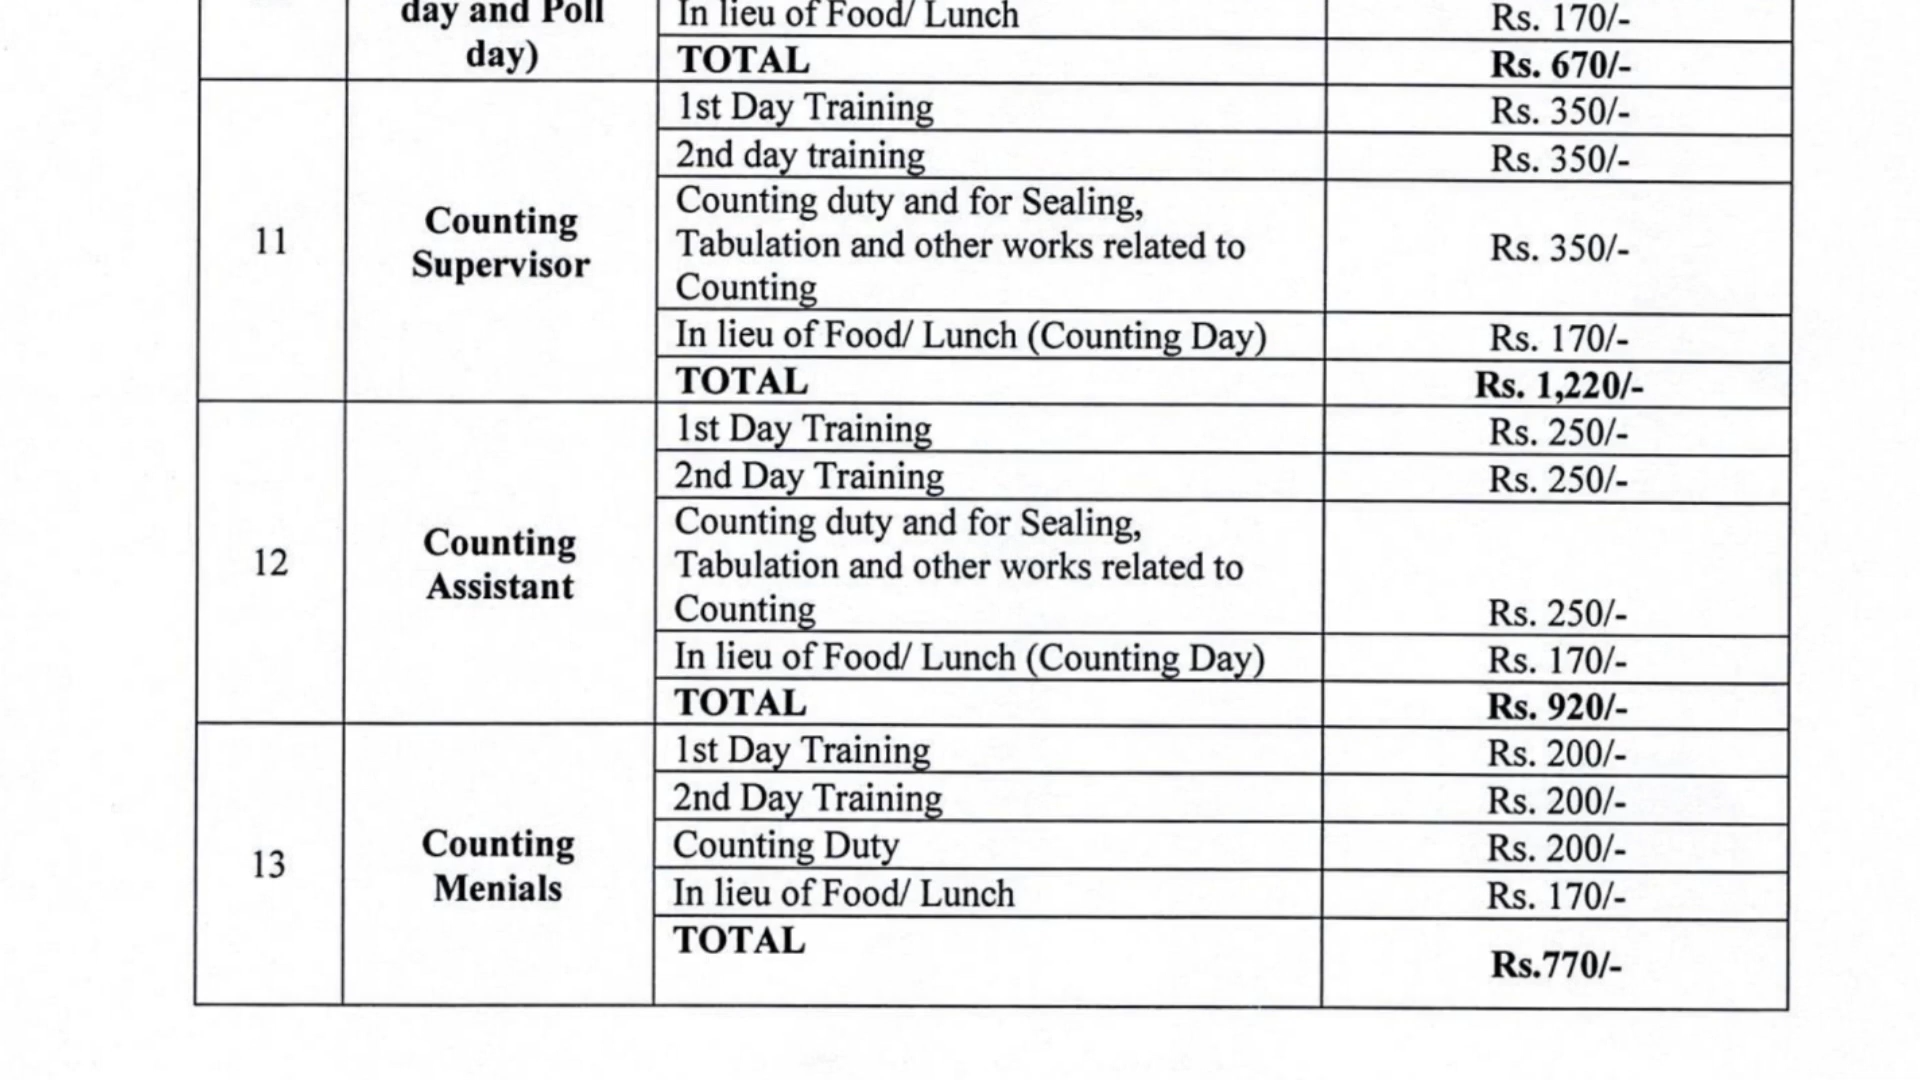 day and Poll
day)
In lieu of Food/ Lunch Rs. 170/-
TOTAL Rs. 670/-
11
Counting
Supervisor
1st Day Training Rs. 350/-
2nd day training Rs. 350/-
Counting duty and for Sealing,
Tabulation and other works related to
Counting
Rs. 350/-
In lieu of Food/ Lunch (Counting Day) Rs. 170/-
TOTAL Rs. 1,220/-
12
Counting
Assistant
1st Day Training Rs. 250/-
2nd Day Training Rs. 250/-
Counting duty and for Sealing,
Tabulation and other works related to
Counting
Rs. 250/-
In lieu of Food/ Lunch (Counting Day) Rs. 170/-
TOTAL Rs. 920/-
13
Counting
Menials
1st Day Training Rs. 200/-
2nd Day Training Rs. 200/-
Counting Duty Rs. 200/-
In lieu of Food/ Lunch Rs. 170/-
TOTAL Rs.770/-